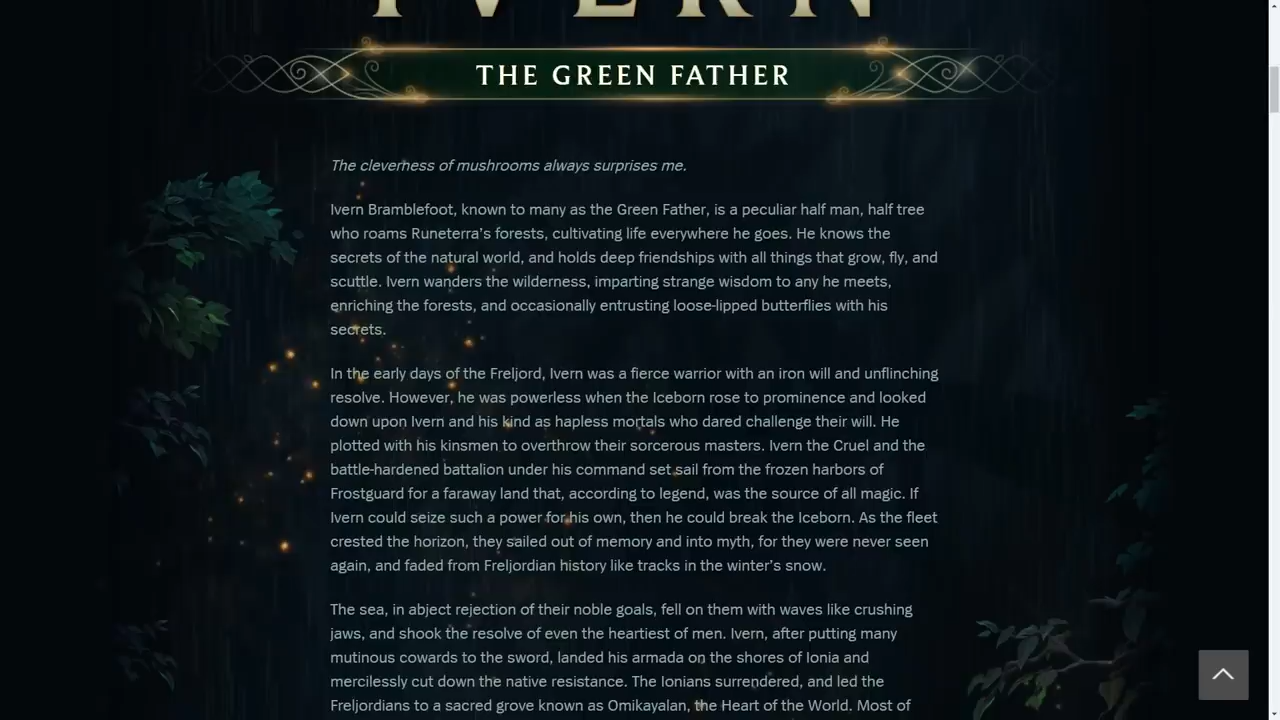 IVERN
THE GREEN FATHER
The cleverness of mushrooms always surprises me.
Ivern Bramblefoot, known to many as the Green Father, is a peculiar half man, half tree
who roams Runeterra’s forests, cultivating life everywhere he goes. He knows the
secrets of the natural world, and holds deep friendships with all things that grow, fly, and
scuttle. Ivern wanders the wilderness, imparting strange wisdom to any he meets,
enriching the forests, and occasionally entrusting loose-lipped butterflies with his
secrets.
In the early days of the Freljord, Ivern was a fierce warrior with an iron will and unflinching
resolve. However, he was powerless when the Iceborn rose to prominence and looked
down upon Ivern and his kind as hapless mortals who dared challenge their will. He
plotted with his kinsmen to overthrow their sorcerous masters. Ivern the Cruel and the
battle-hardened battalion under his command set sail from the frozen harbors of
Frostguard for a faraway land that, according to legend, was the source of all magic. If
Ivern could seize such a power for his own, then he could break the Iceborn. As the fleet
crested the horizon, they sailed out of memory and into myth, for they were never seen
again, and faded from Freljordian history like tracks in the winter’s snow.
The sea, in abject rejection of their noble goals, fell on them with waves like crushing
jaws, and shook the resolve of even the heartiest of men. Ivern, after putting many
mutinous cowards to the sword, landed his armada on the shores of Ionia and
mercilessly cut down the native resistance. The Ionians surrendered, and led the
Freljordians to a sacred grove known as Omikayalan, the Heart of the World. Most of